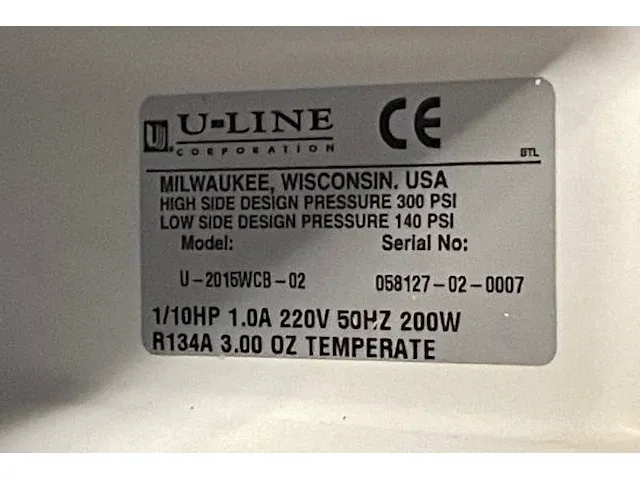 U-LINE CE
CORPORATION
BTL
MILWAUKEE, WISCONSIN. USA
HIGH SIDE DESIGN PRESSURE 300 PSI
LOW SIDE DESIGN PRESSURE 140 PSI
Model: Serial No:
U-2015WCB-02 058127-02-0007
1/10HP 1.0A 220V 50HZ 200W
R134A 3.00 OZ TEMPERATE